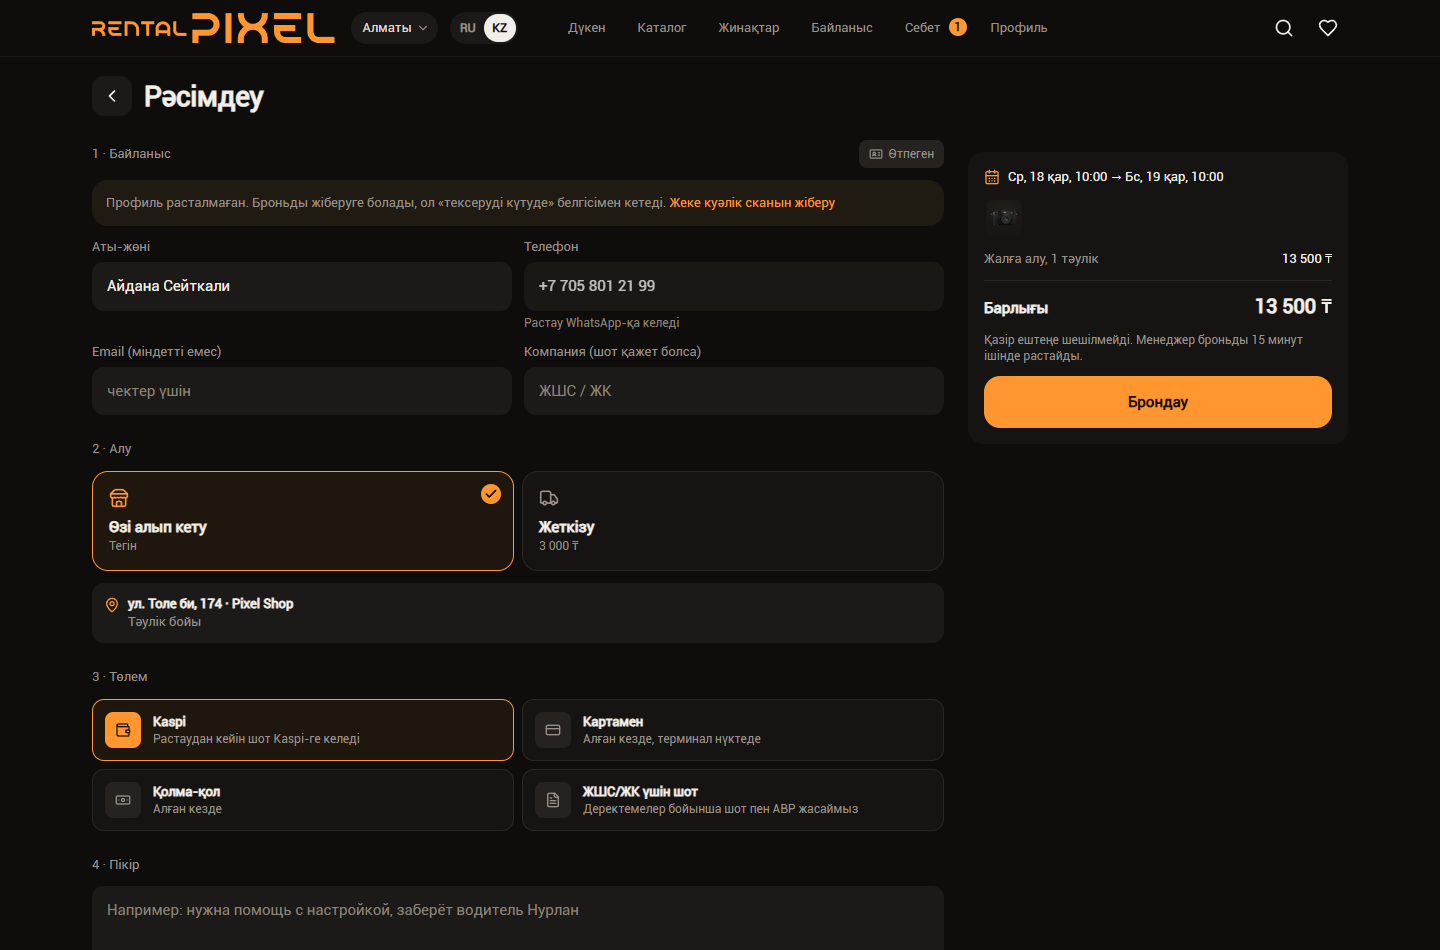 RENTAL PIXEL
Алматы
RU KZ
Дүкен
Каталог
Жинақтар
Байланыс
Себет 1
Профиль
Рәсімдеу
1 · Байланыс
Өтпеген
Профиль расталмаған. Броньды жіберуге болады, ол «тексеруді күтуде» белгісімен кетеді. Жеке куәлік сканын жіберу
Аты-жөні
Айдана Сейткали
Телефон
+7 705 801 21 99
Растау WhatsApp-қа келеді
Email (міндетті емес)
чектер үшін
Компания (шот қажет болса)
ЖШС / ЖК
2 · Алу
Өзі алып кету
Тегін
Жеткізу
3 000 ₸
ул. Толе би, 174 · Pixel Shop
Тәулік бойы
3 · Төлем
Kaspi
Растаудан кейін шот Kaspi-ге келеді
Картамен
Алған кезде, терминал нүктеде
Қолма-қол
Алған кезде
ЖШС/ЖК үшін шот
Деректемелер бойынша шот пен АВР жасаймыз
4 · Пікір
Например: нужна помощь с настройкой, заберёт водитель Нурлан
Ср, 18 қар, 10:00 → Бс, 19 қар, 10:00
Жалға алу, 1 тәулік
13 500 ₸
Барлығы
13 500 ₸
Қазір ештеңе шешілмейді. Менеджер броньды 15 минут
ішінде растайды.
Брондау